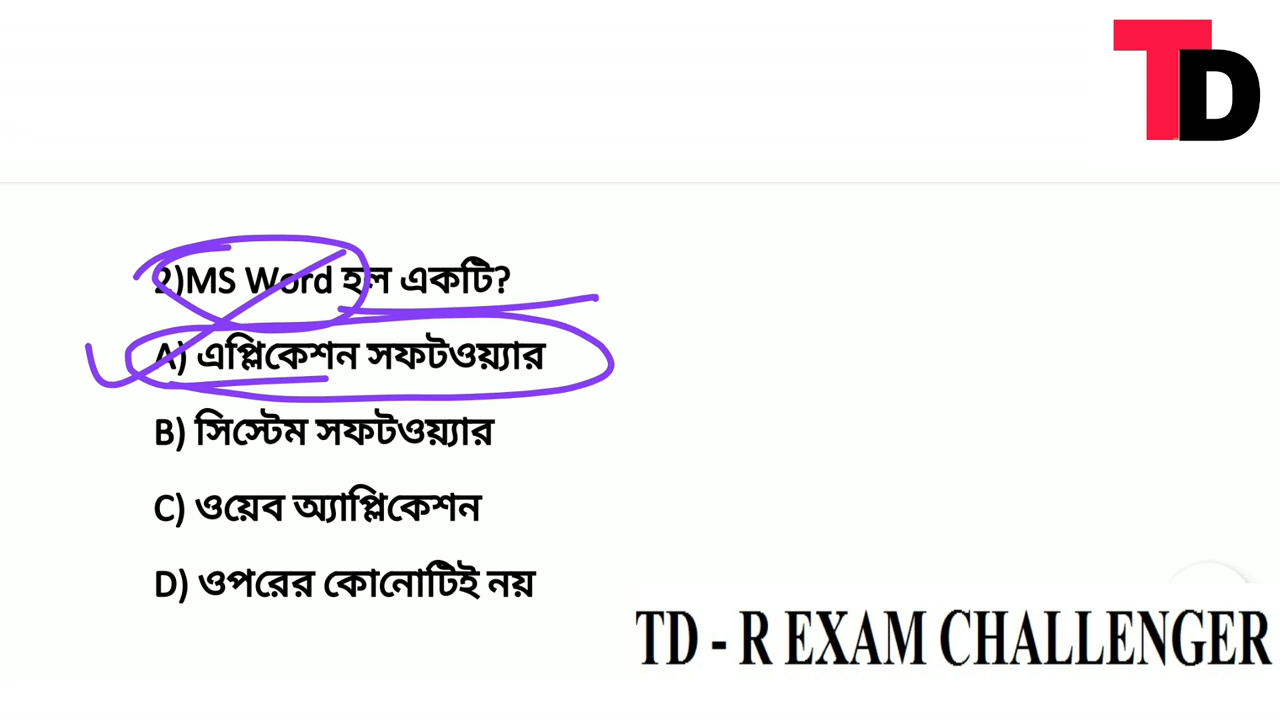 TD
2)MS Word হল একটি?
A) এপ্লিকেশন সফটওয়্যার
B) সিস্টেম সফটওয়্যার
C) ওয়েব অ্যাপ্লিকেশন
D) ওপরের কোনোটিই নয়
TD - R EXAM CHALLENGER